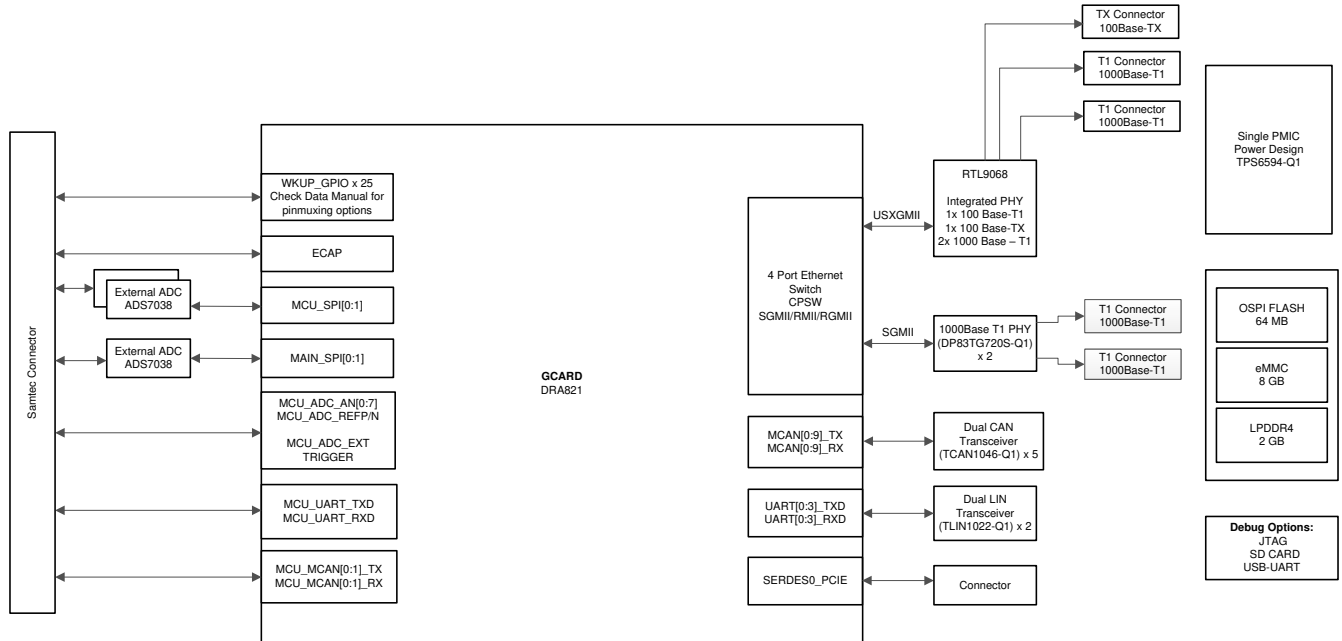 TX Connector
100Base-TX
T1 Connector
1000Base-T1
T1 Connector
1000Base-T1
Single PMIC
Power Design
TPS6594-Q1
Samtec Connector
WKUP_GPIO x 25
Check Data Manual for
pinmuxing options
ECAP
External ADC
ADS7038
MCU_SPI[0:1]
External ADC
ADS7038
MAIN_SPI[0:1]
MCU_ADC_AN[0:7]
MCU_ADC_REFP/N
MCU_ADC_EXT
TRIGGER
MCU_UART_TXD
MCU_UART_RXD
MCU_MCAN[0:1]_TX
MCU_MCAN[0:1]_RX
GCARD
DRA821
4 Port Ethernet
Switch
CPSW
SGMII/RMII/RGMII
USXGMII
RTL9068
Integrated PHY
1x 100 Base-T1
1x 100 Base-TX
2x 1000 Base – T1
SGMII
1000Base T1 PHY
(DP83TG720S-Q1)
x 2
T1 Connector
1000Base-T1
T1 Connector
1000Base-T1
MCAN[0:9]_TX
MCAN[0:9]_RX
Dual CAN
Transceiver
(TCAN1046-Q1) x 5
UART[0:3]_TXD
UART[0:3]_RXD
Dual LIN
Transceiver
(TLIN1022-Q1) x 2
SERDES0_PCIE
Connector
OSPI FLASH
64 MB
eMMC
8 GB
LPDDR4
2 GB
Debug Options:
JTAG
SD CARD
USB-UART